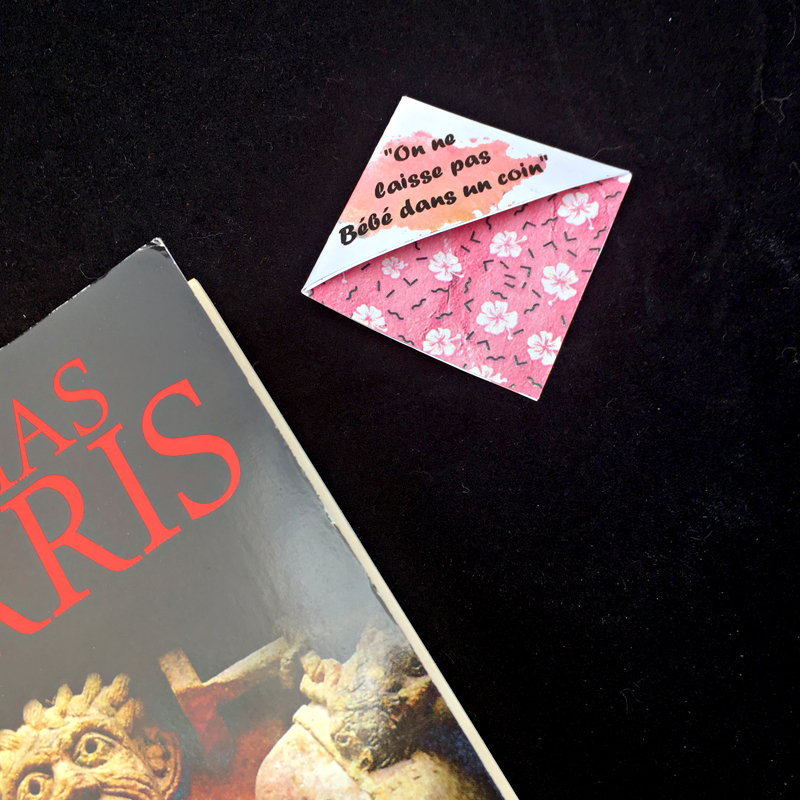 "On ne
laisse pas
Bébé dans un coin"
AS
RIS